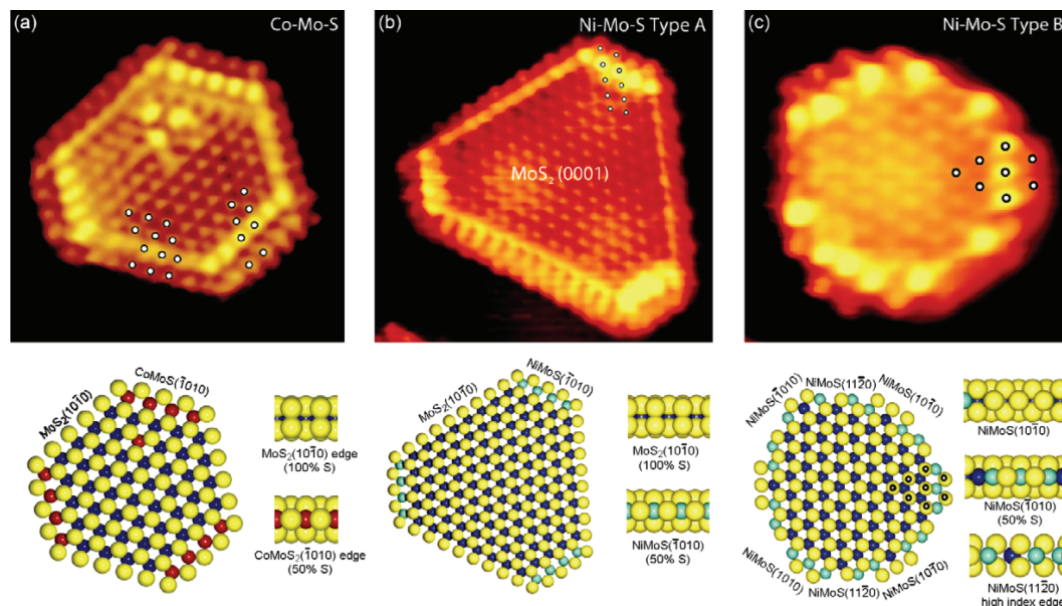 (a)
Co-Mo-S
(b)
Ni-Mo-S Type A
(c)
Ni-Mo-S Type B
MoS₂ (0001)
MoS₂(101̄0)
CoMoS(1̄010)
MoS₂(101̄0) edge
(100% S)
CoMoS₂(1̄010) edge
(50% S)
MoS₂(101̄0)
NiMoS(1̄010)
MoS₂(101̄0)
(100% S)
NiMoS(1̄010)
(50% S)
NiMoS(1̄010)
NiMoS(112̄0)
NiMoS(101̄0)
NiMoS(1010)
NiMoS(112̄0)
NiMoS(101̄0)
NiMoS(101̄0)
NiMoS(1̄010)
(50% S)
NiMoS(112̄0)
high index edge